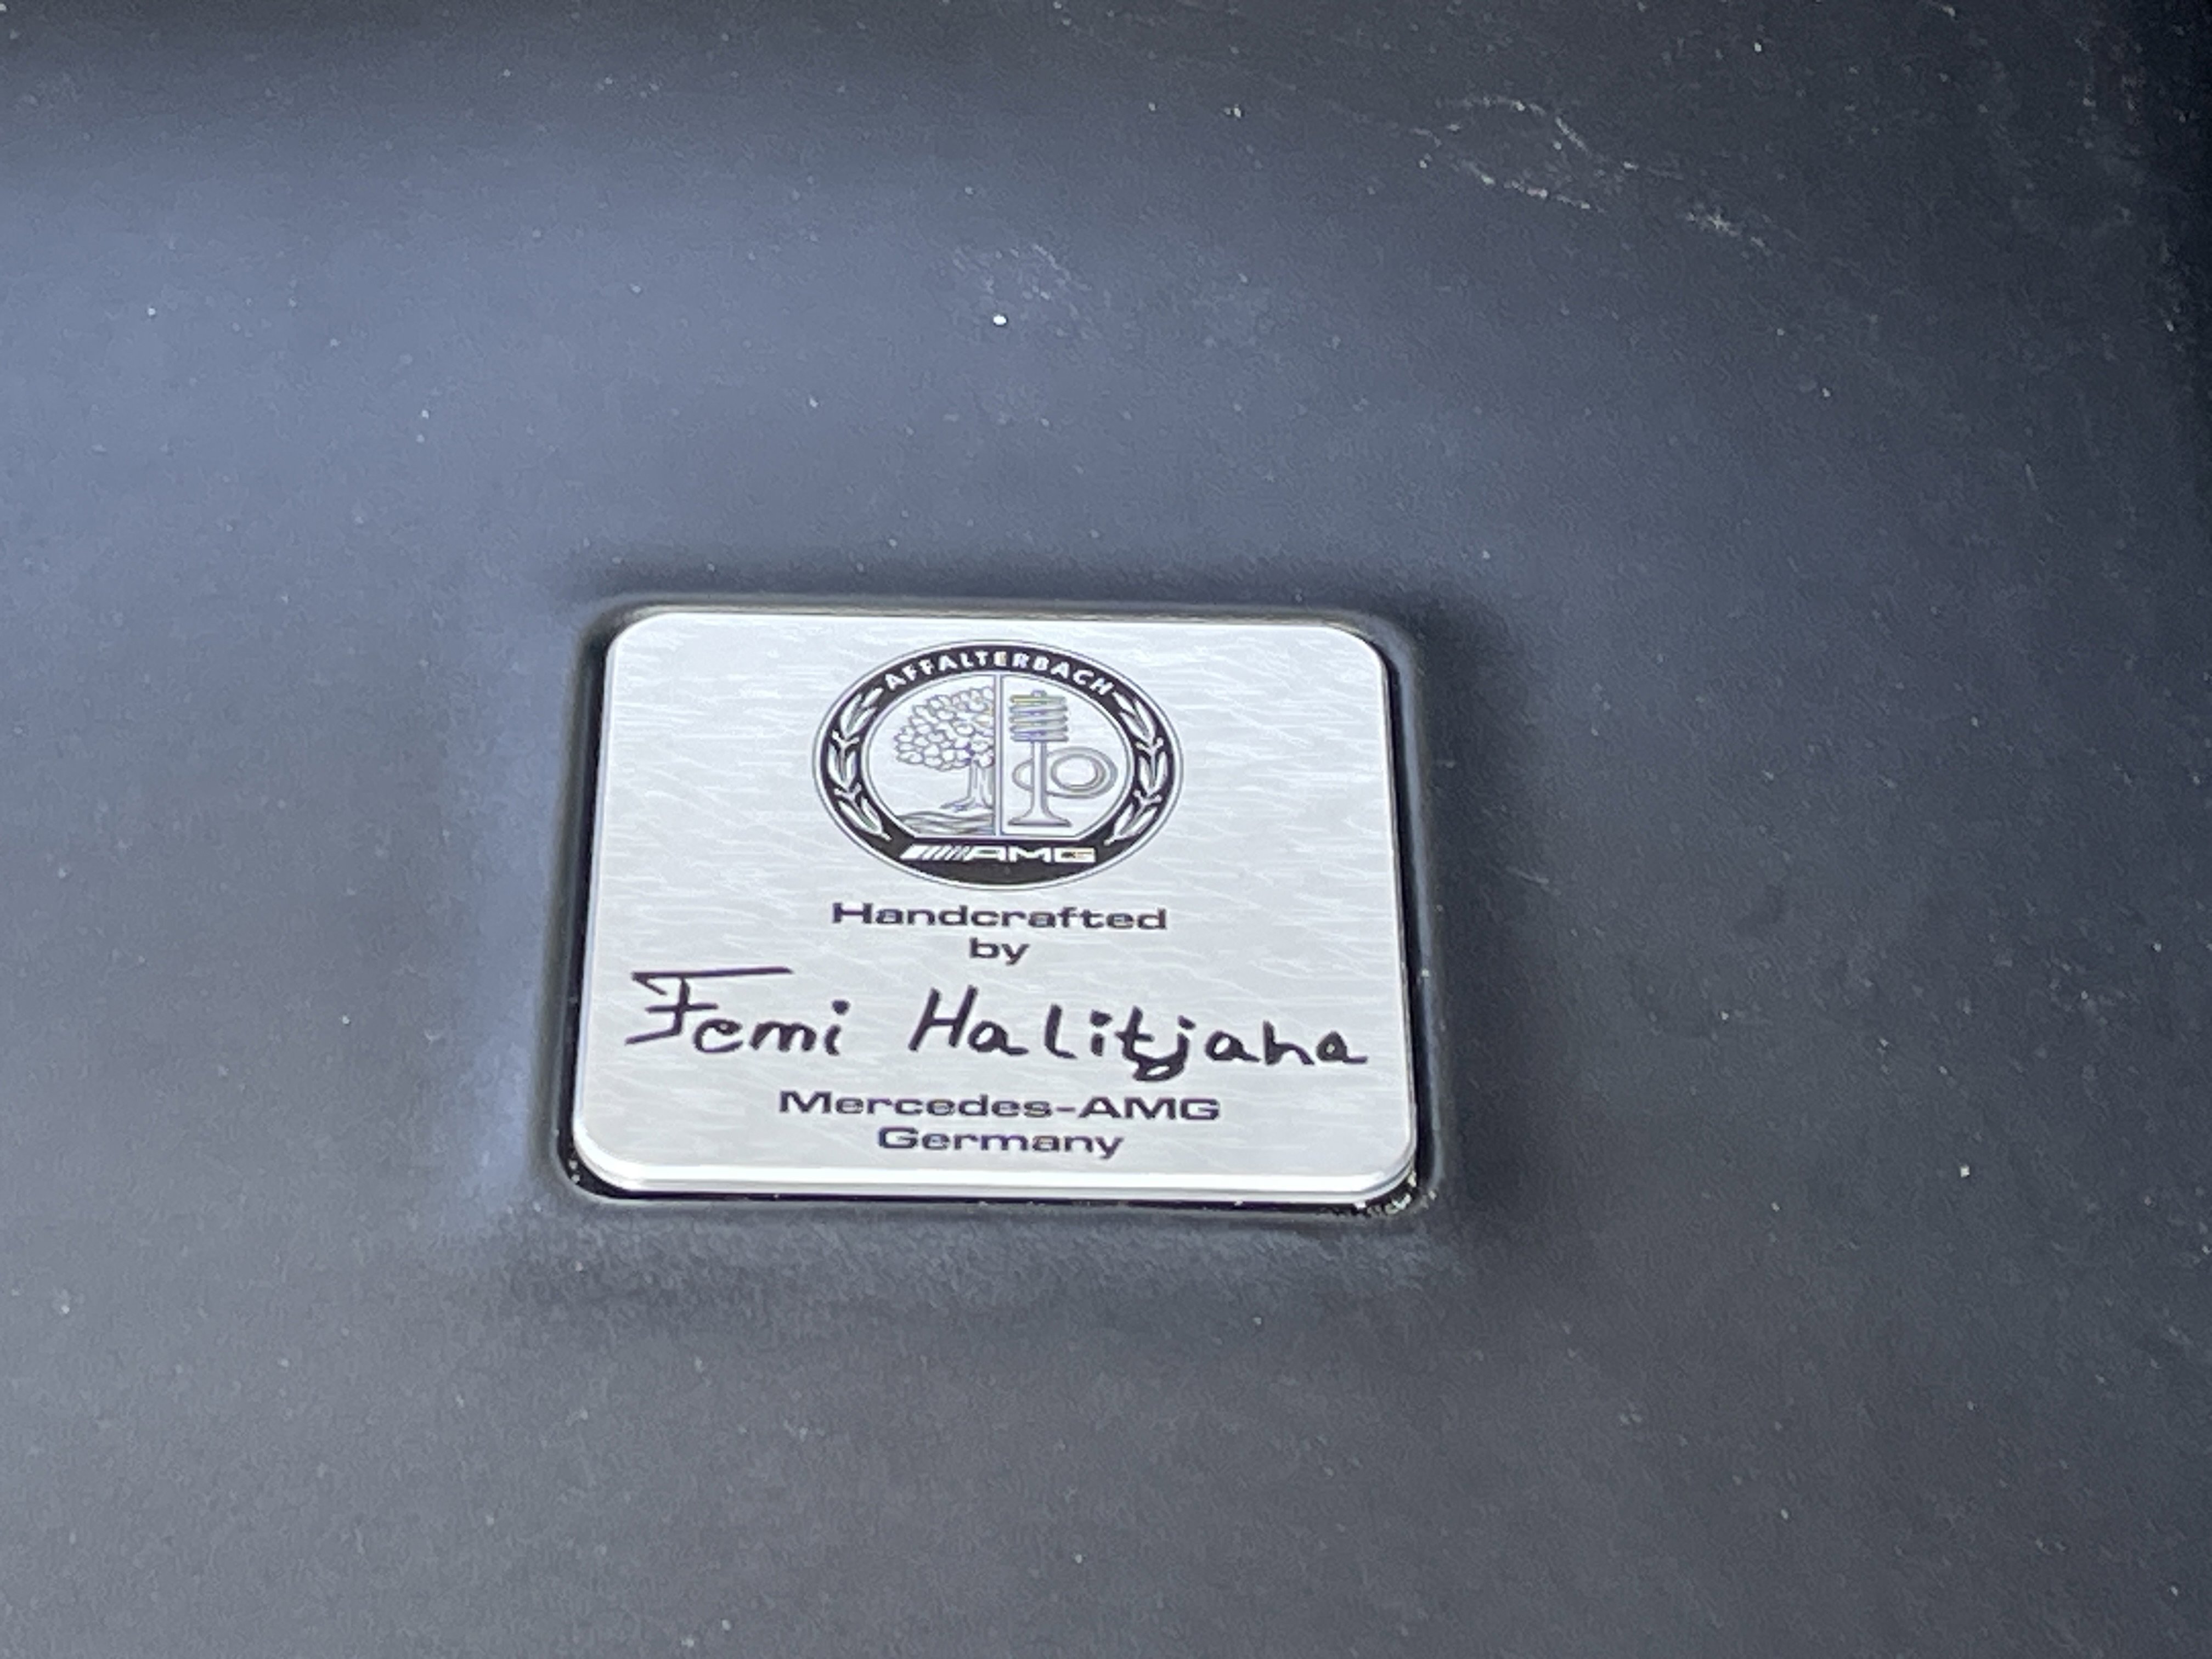 AFFALTERBACH
AMG
Handcrafted
by
Femi Halitjaha
Mercedes-AMG
Germany